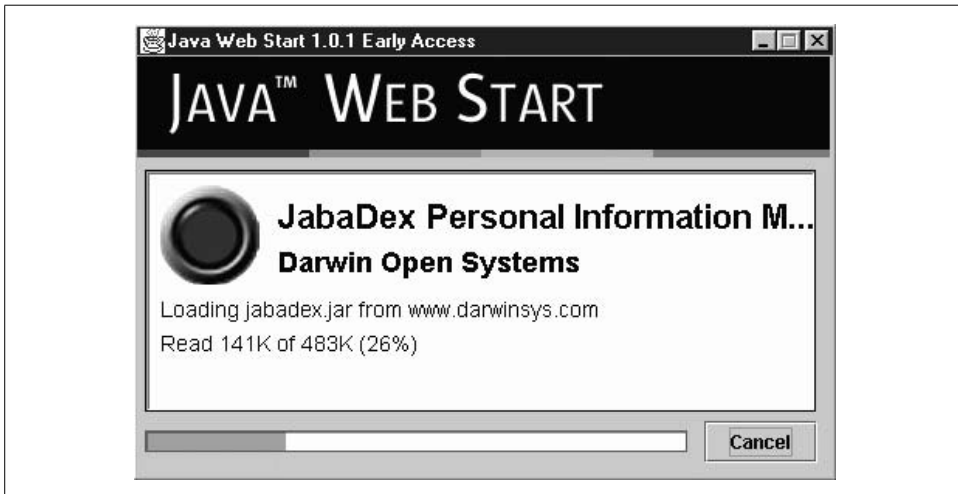 Java Web Start 1.0.1 Early Access
JAVA™ WEB START
JabaDex Personal Information M...
Darwin Open Systems
Loading jabadex.jar from www.darwinsys.com
Read 141K of 483K (26%)
Cancel